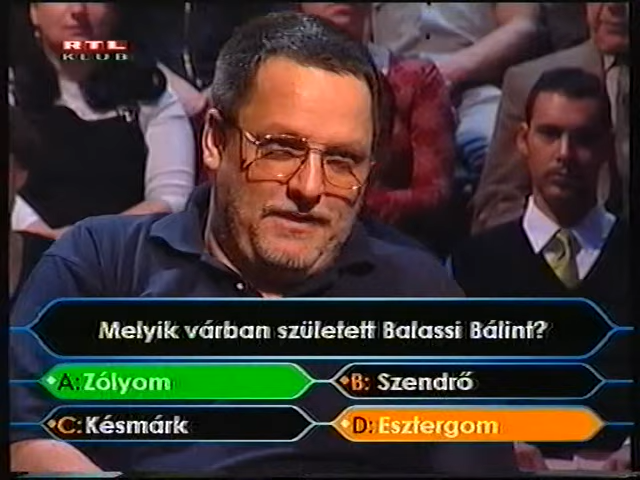 RTL
KLUB
Melyik várban született Balassi Bálint?
A: Zólyom
B: Szendrő
C: Késmárk
D: Esztergom